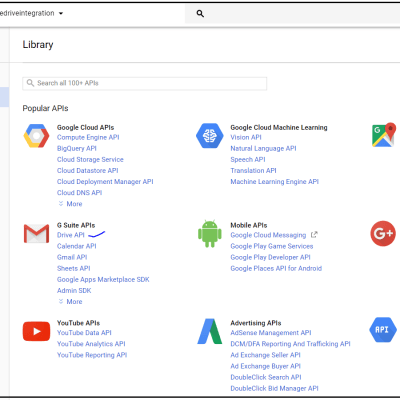 edriveintegration
Library
Search all 100+ APIs
Popular APIs
Google Cloud APIs
Compute Engine API
BigQuery API
Cloud Storage Service
Cloud Datastore API
Cloud Deployment Manager API
Cloud DNS API
More
Google Cloud Machine Learning
Vision API
Natural Language API
Speech API
Translation API
Machine Learning Engine API
G
G Suite APIs
Drive API
Calendar API
Gmail API
Sheets API
Google Apps Marketplace SDK
Admin SDK
More
Mobile APIs
Google Cloud Messaging
Google Play Game Services
Google Play Developer API
Google Places API for Android
G+
YouTube APIs
YouTube Data API
YouTube Analytics API
YouTube Reporting API
Advertising APIs
AdSense Management API
DCM/DFA Reporting And Trafficking API
Ad Exchange Seller API
Ad Exchange Buyer API
DoubleClick Search API
DoubleClick Bid Manager API
API